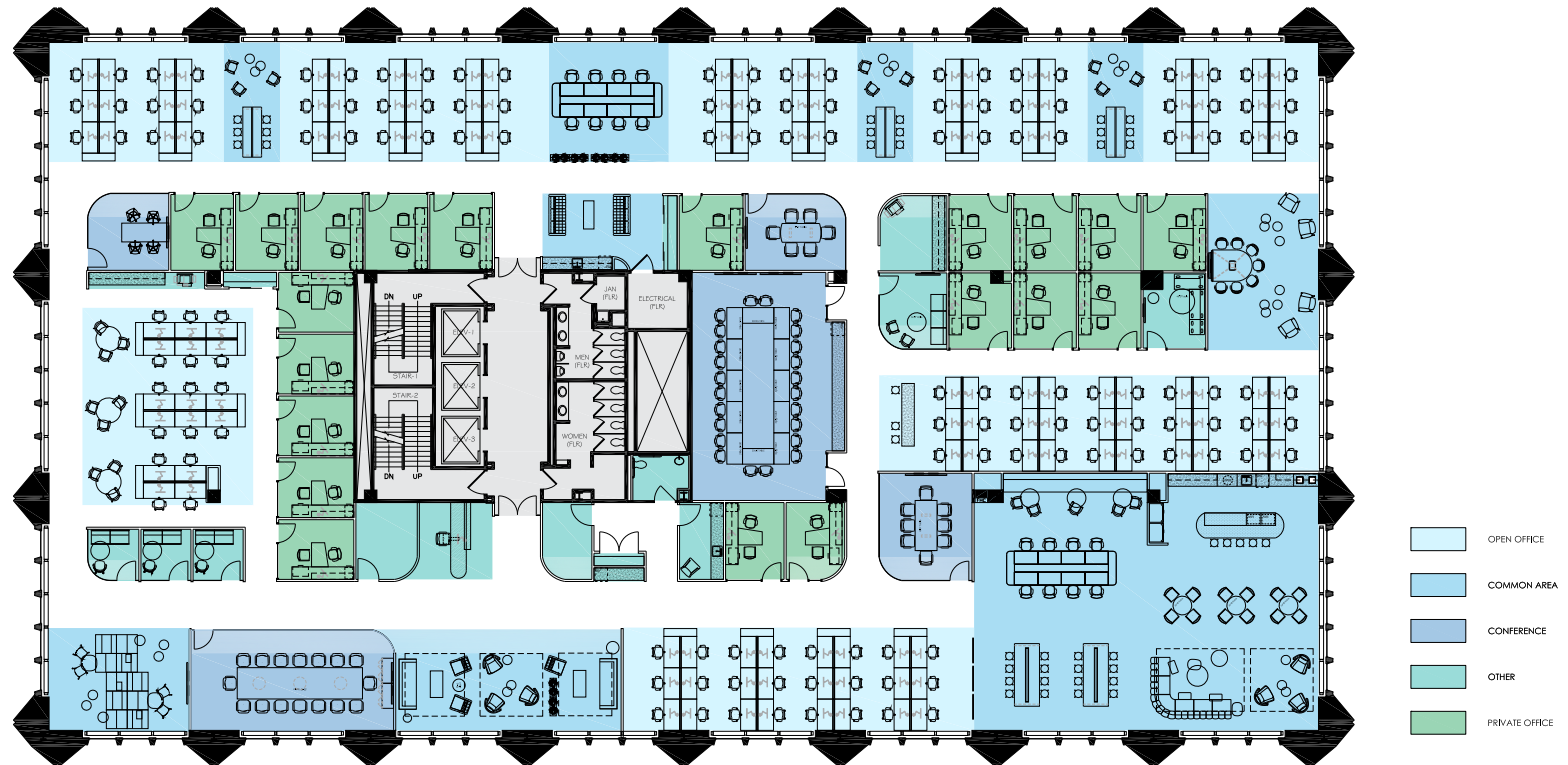 DN
UP
ELEV-1
STAIR-1
ELEV-2
STAIR-2
ELEV-3
DN
UP
JAN
(FLR)
ELECTRICAL
(FLR)
MEN
(FLR)
WOMEN
(FLR)
OPEN OFFICE
COMMON AREA
CONFERENCE
OTHER
PRIVATE OFFICE